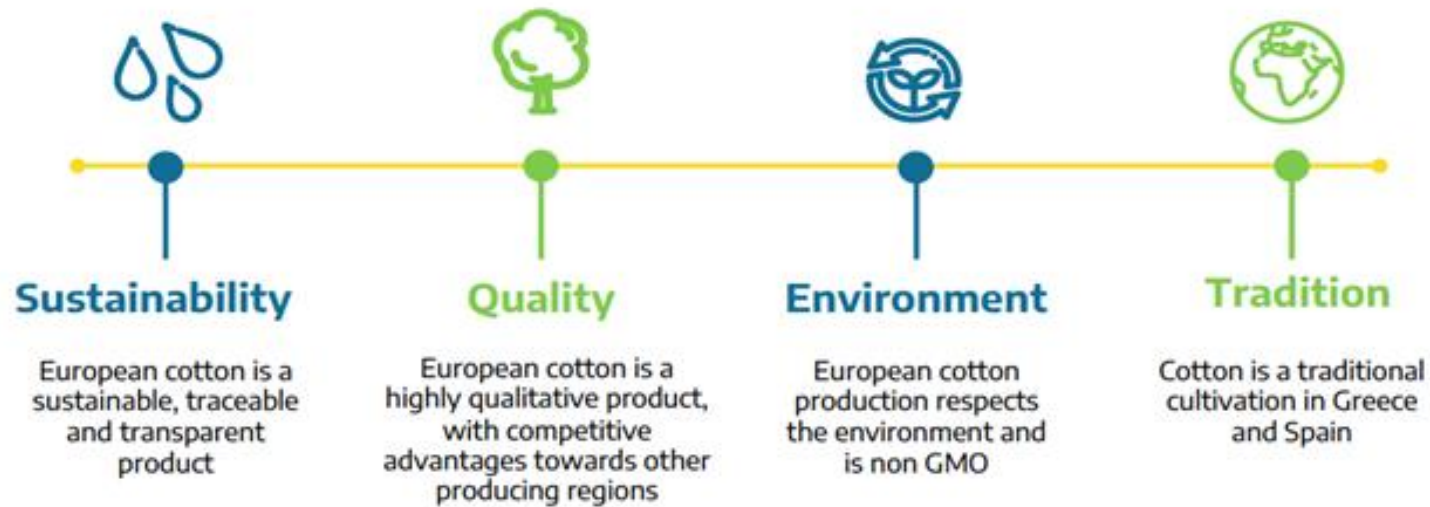 Sustainability
European cotton is a
sustainable, traceable
and transparent
product
Quality
European cotton is a
highly qualitative product,
with competitive
advantages towards other
producing regions
Environment
European cotton
production respects
the environment and
is non GMO
Tradition
Cotton is a traditional
cultivation in Greece
and Spain